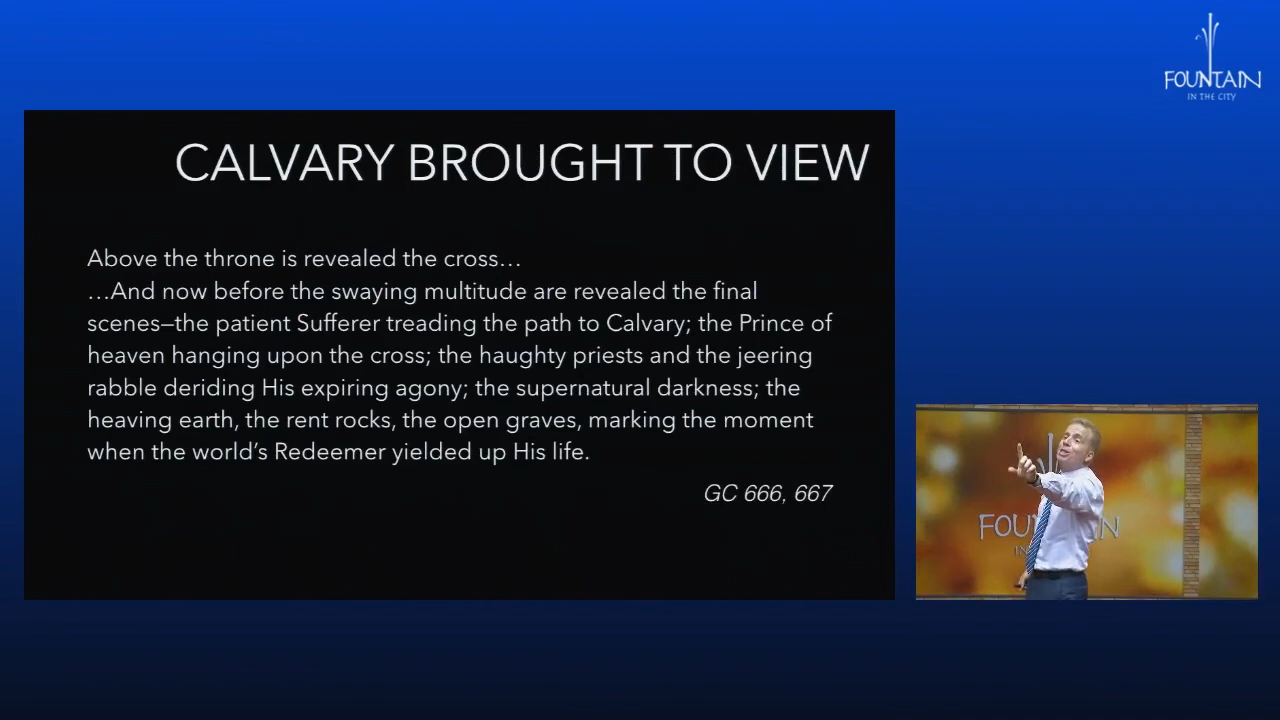 FOUNTAIN
IN THE CITY
CALVARY BROUGHT TO VIEW
Above the throne is revealed the cross…
…And now before the swaying multitude are revealed the final
scenes—the patient Sufferer treading the path to Calvary; the Prince of
heaven hanging upon the cross; the haughty priests and the jeering
rabble deriding His expiring agony; the supernatural darkness; the
heaving earth, the rent rocks, the open graves, marking the moment
when the world’s Redeemer yielded up His life.
GC 666, 667